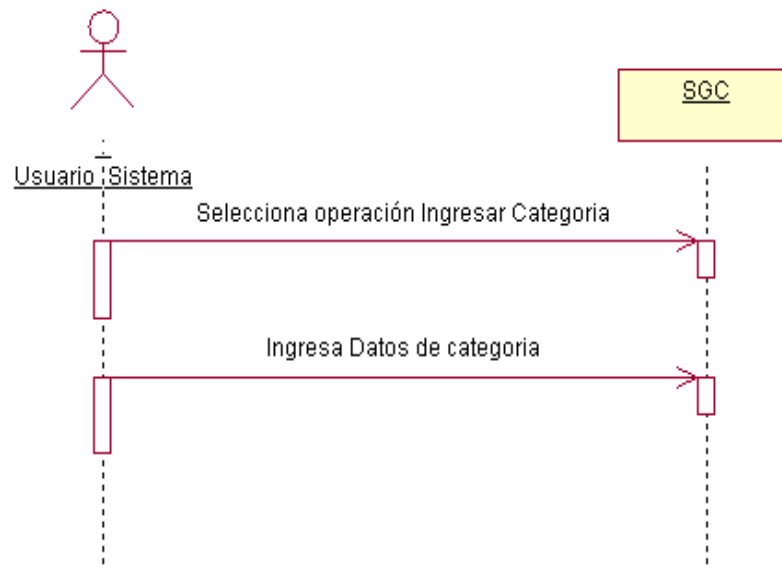 SGC
Usuario Sistema
Selecciona operación Ingresar Categoria
Ingresa Datos de categoria